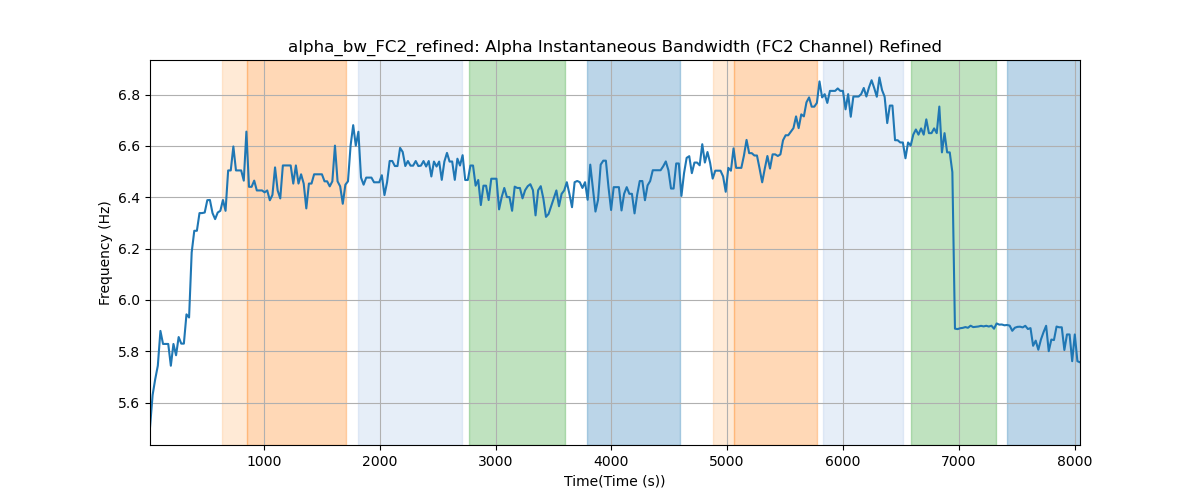 alpha_bw_FC2_refined: Alpha Instantaneous Bandwidth (FC2 Channel) Refined
Frequency (Hz)
6.8
6.6
6.4
6.2
6.0
5.8
5.6
1000 2000 3000 4000 5000 6000 7000 8000
Time(Time (s))